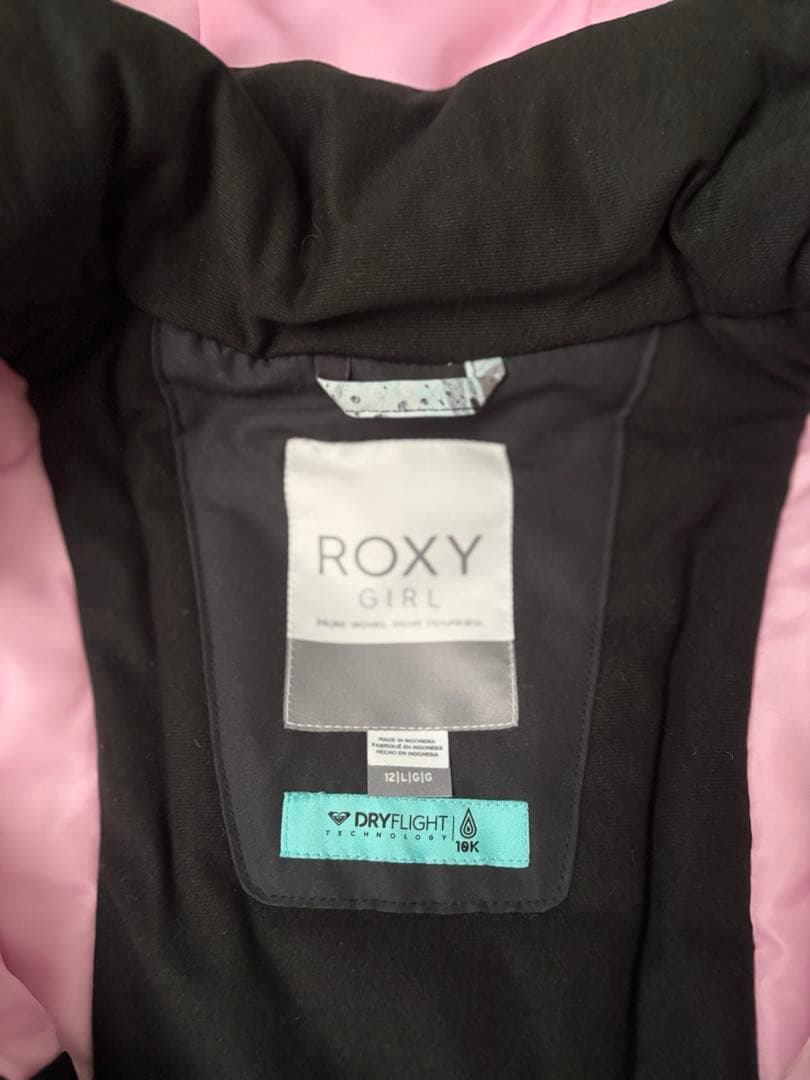 ROXY
GIRL
MADE IN INDONESIA
FABRIQUÉ EN INDONÉSIE
HECHO EN INDONESIA
12|L|G|G
DRYFLIGHT
TECHNOLOGY
10K